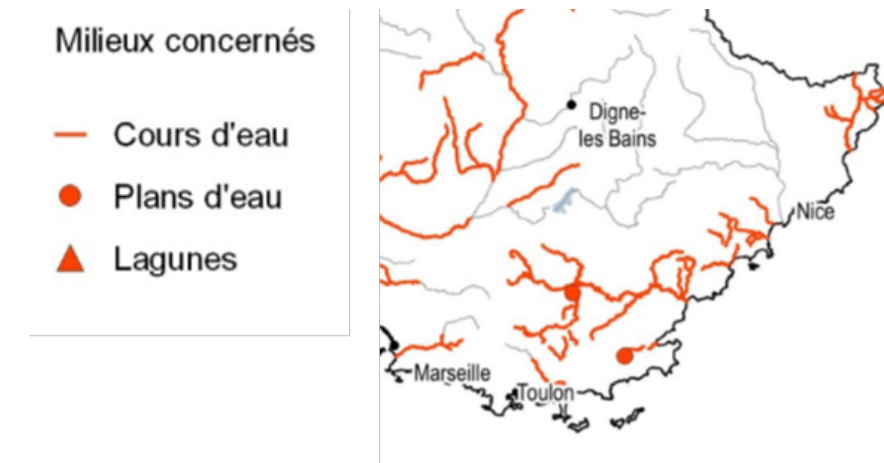 Milieux concernés
Cours d'eau
Plans d'eau
Lagunes
Digne-
les Bains
Nice
Marseille
Toulon